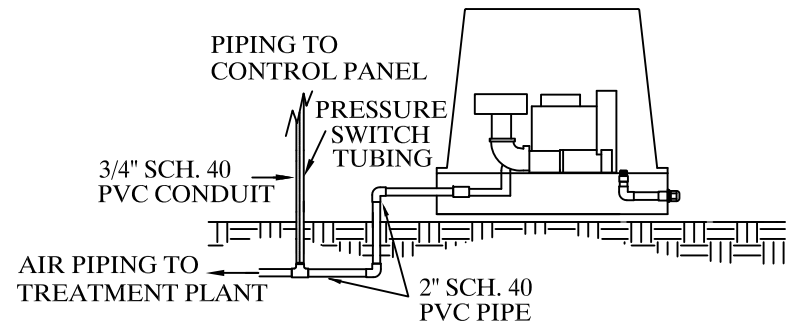 PIPING TO
CONTROL PANEL
PRESSURE
SWITCH
TUBING
3/4" SCH. 40
PVC CONDUIT
AIR PIPING TO
TREATMENT PLANT
2" SCH. 40
PVC PIPE